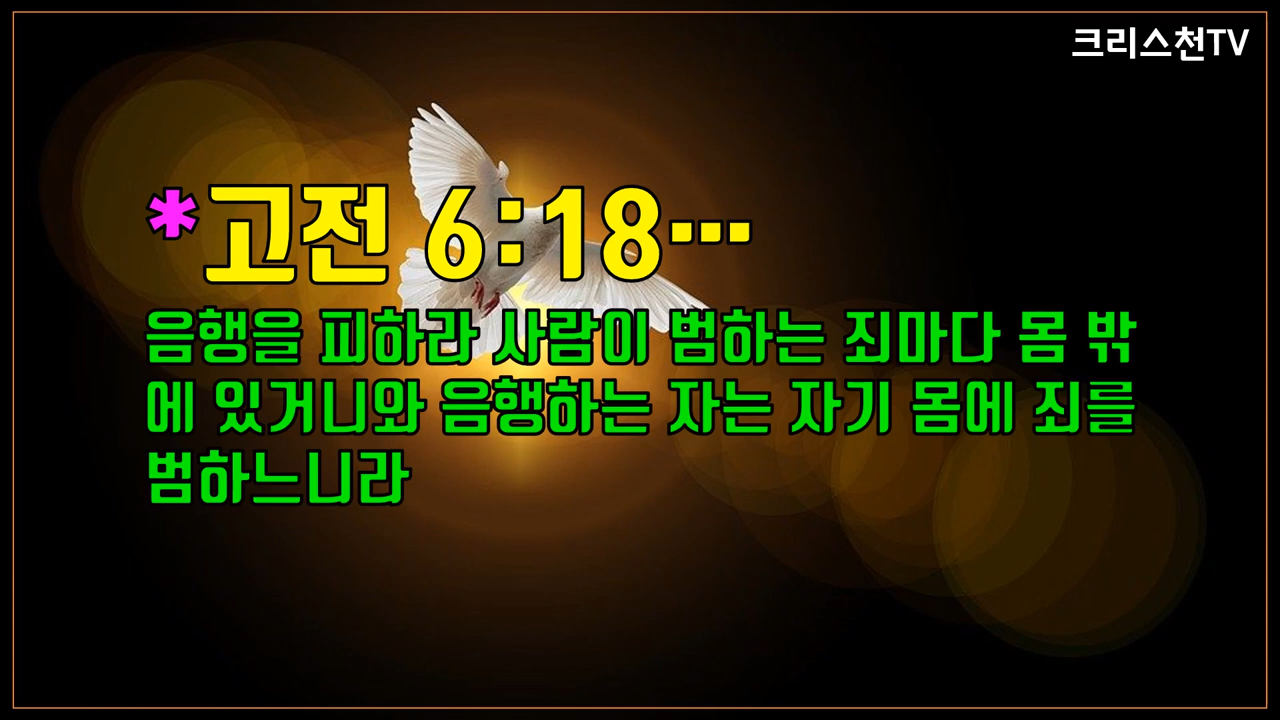 크리스천TV
*고전 6:18…
음행을 피하라 사람이 범하는 죄마다 몸 밖
에 있거니와 음행하는 자는 자기 몸에 죄를
범하느니라